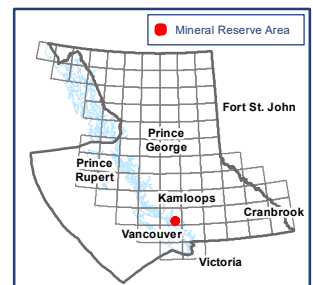 Mineral Reserve Area
Fort St. John
Prince
George
Prince
Rupert
Kamloops
Cranbrook
Vancouver
Victoria